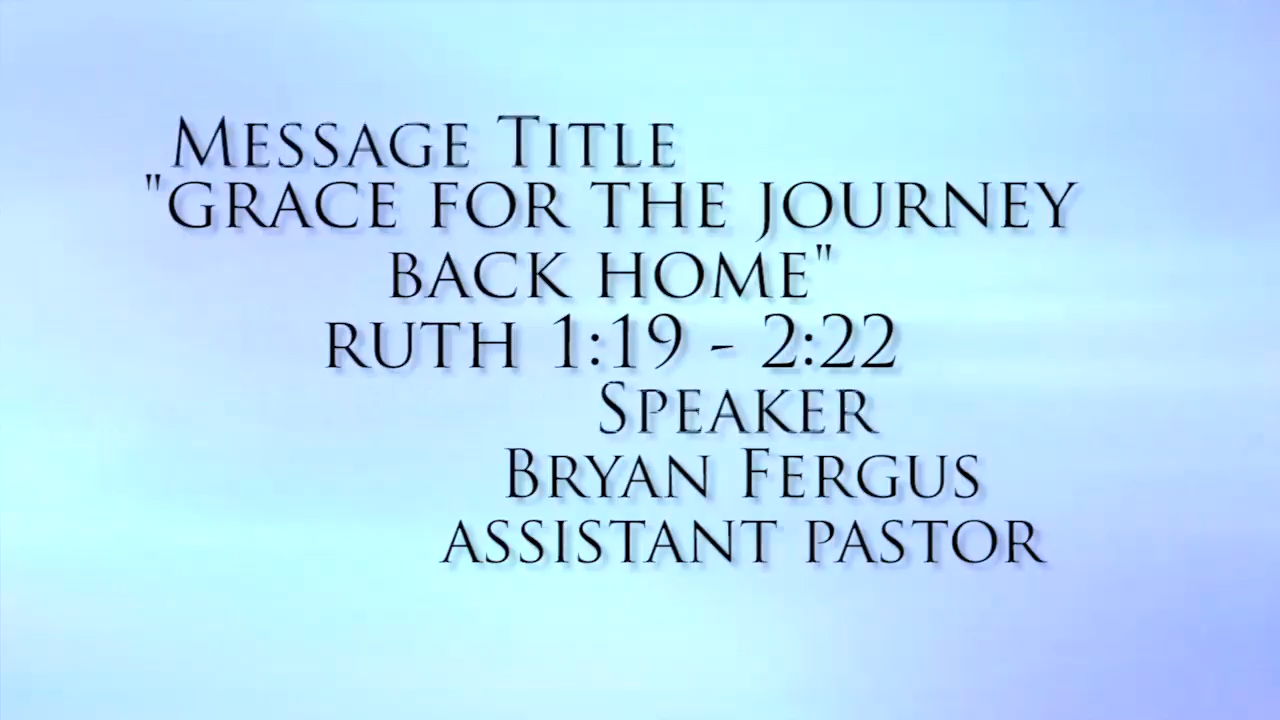 Message Title
"GRACE FOR THE JOURNEY
BACK HOME"
RUTH 1:19 - 2:22
Speaker
Bryan Fergus
ASSISTANT PASTOR